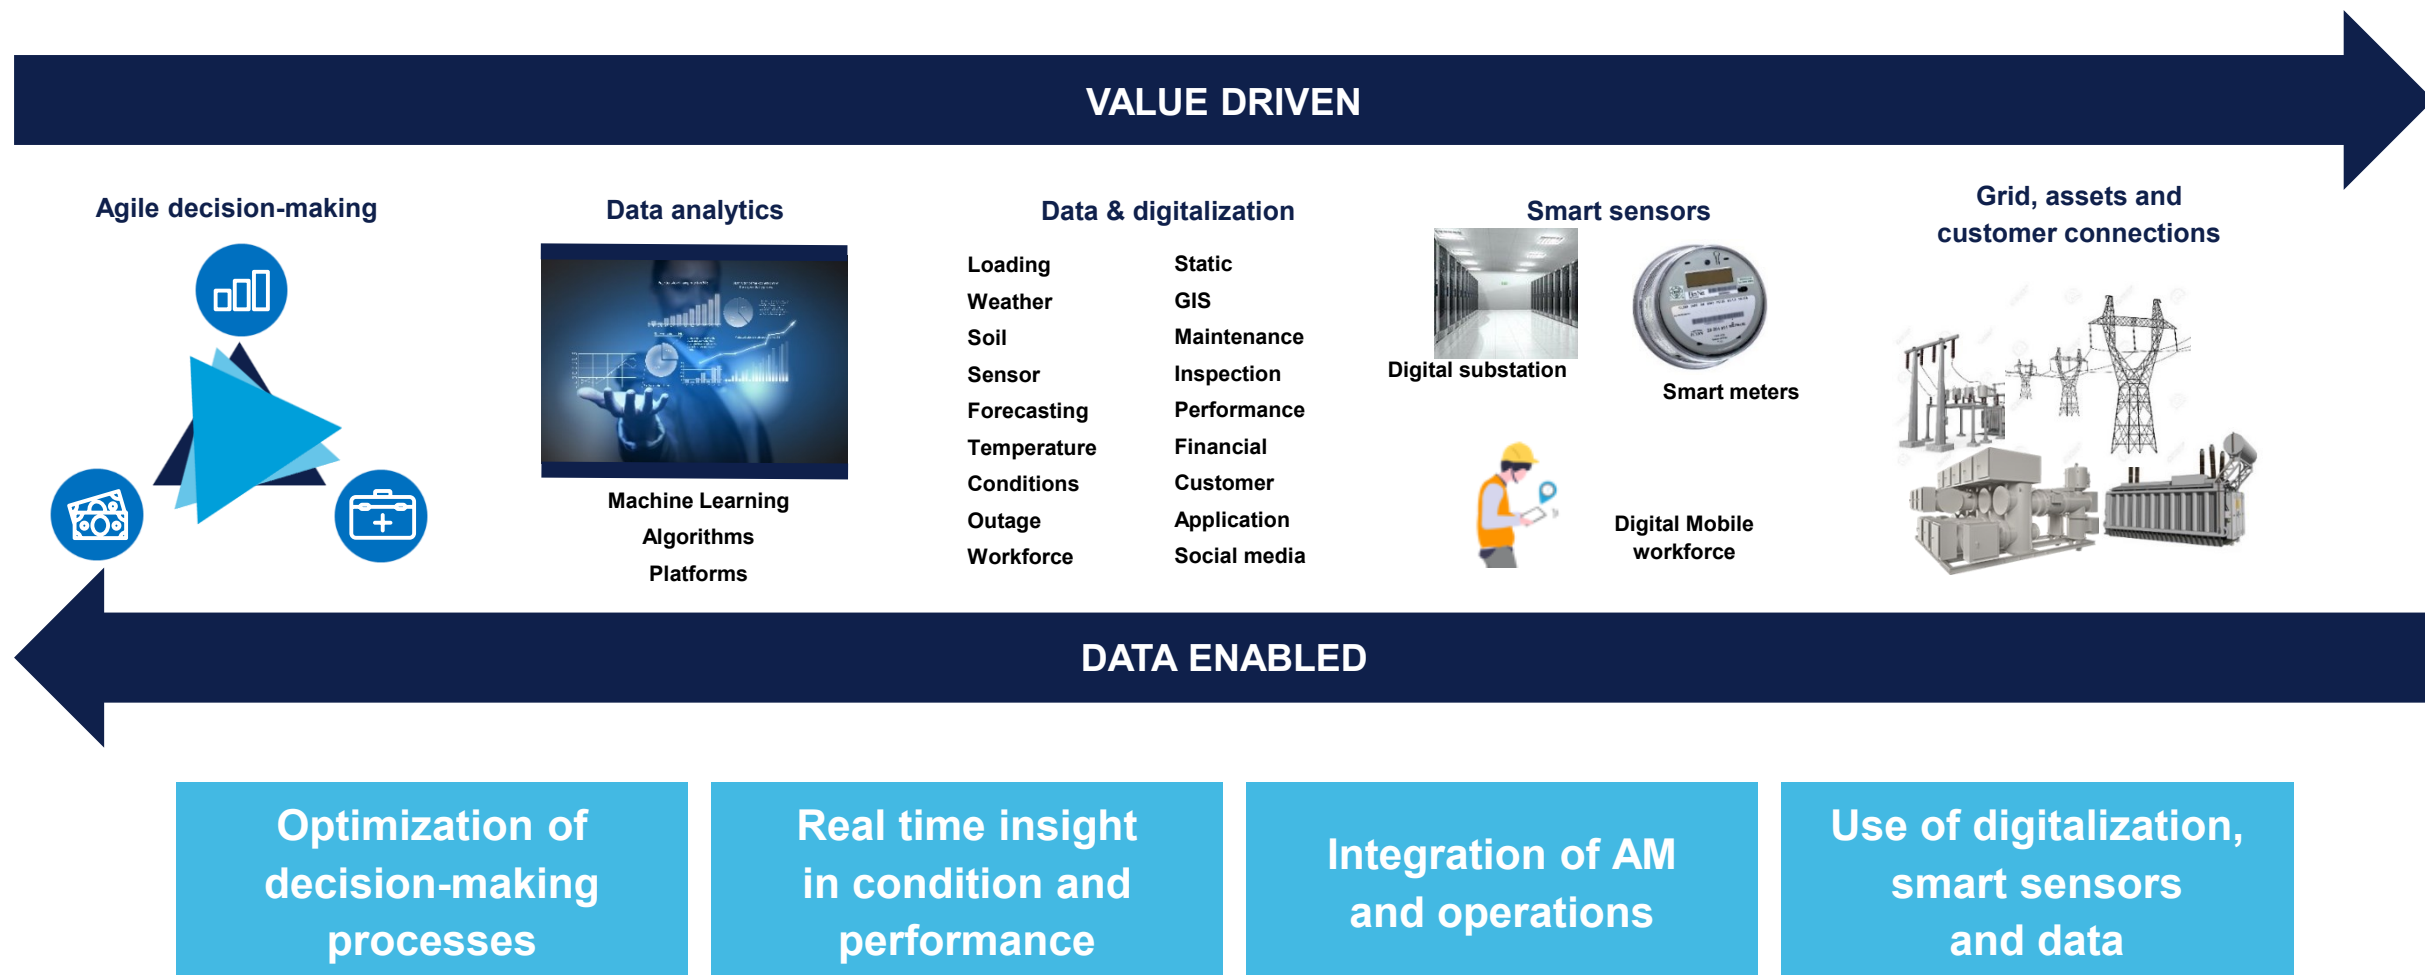 VALUE DRIVEN
Agile decision-making
Data analytics
Machine Learning
Algorithms
Platforms
Data & digitalization
Loading
Weather
Soil
Sensor
Forecasting
Temperature
Conditions
Outage
Workforce
Static
GIS
Maintenance
Inspection
Performance
Financial
Customer
Application
Social media
Smart sensors
Digital substation
Smart meters
Digital Mobile
workforce
Grid, assets and
customer connections
DATA ENABLED
Optimization of
decision-making
processes
Real time insight
in condition and
performance
Integration of AM
and operations
Use of digitalization,
smart sensors
and data